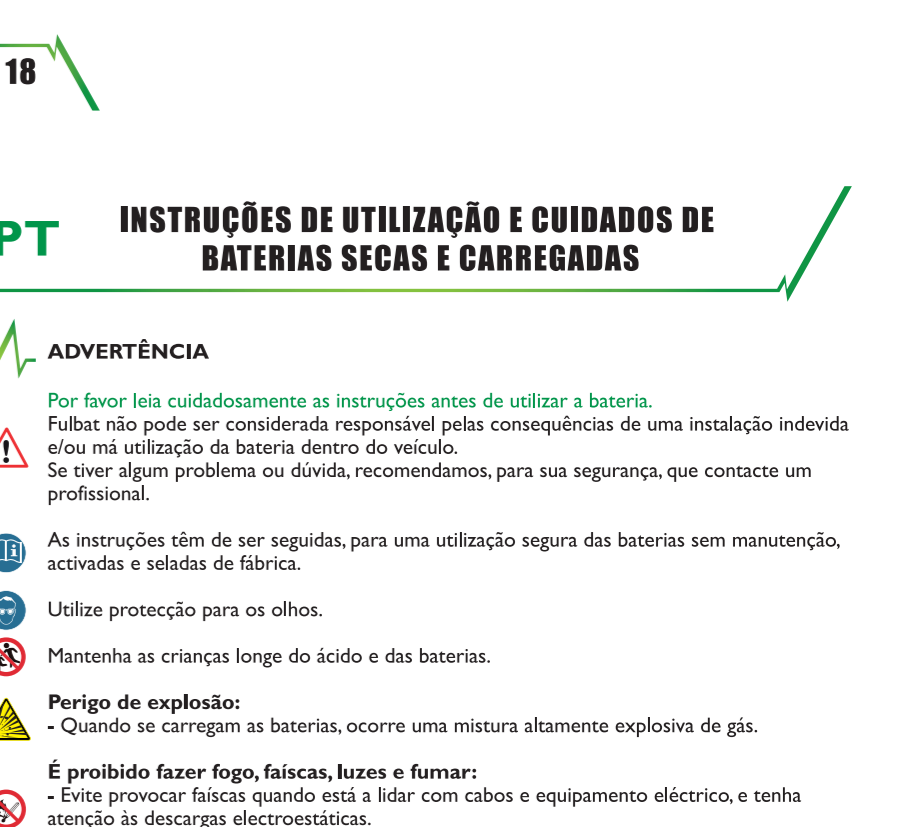 18
PT
INSTRUÇÕES DE UTILIZAÇÃO E CUIDADOS DE
BATERIAS SECAS E CARREGADAS
ADVERTÊNCIA
Por favor leia cuidadosamente as instruções antes de utilizar a bateria.
Fulbat não pode ser considerada responsável pelas consequências de uma instalação indevida
e/ou má utilização da bateria dentro do veículo.
Se tiver algum problema ou dúvida, recomendamos, para sua segurança, que contacte um
profissional.
As instruções têm de ser seguidas, para uma utilização segura das baterias sem manutenção,
activadas e seladas de fábrica.
Utilize protecção para os olhos.
Mantenha as crianças longe do ácido e das baterias.
Perigo de explosão:
- Quando se carregam as baterias, ocorre uma mistura altamente explosiva de gás.
É proibido fazer fogo, faíscas, luzes e fumar:
- Evite provocar faíscas quando está a lidar com cabos e equipamento eléctrico, e tenha
atenção às descargas electroestáticas.